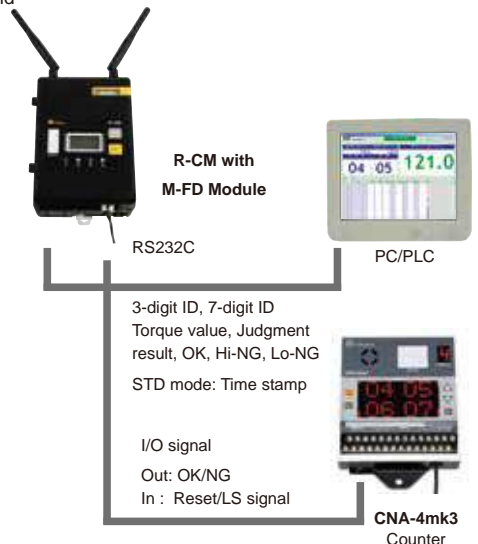 R-CM with
M-FD Module
RS232C
121.0
04 05
PC/PLC
3-digit ID, 7-digit ID
Torque value, Judgment
result, OK, Hi-NG, Lo-NG
STD mode: Time stamp
4
04 05
06 07
I/O signal
Out: OK/NG
In : Reset/LS signal
CNA-4mk3
Counter